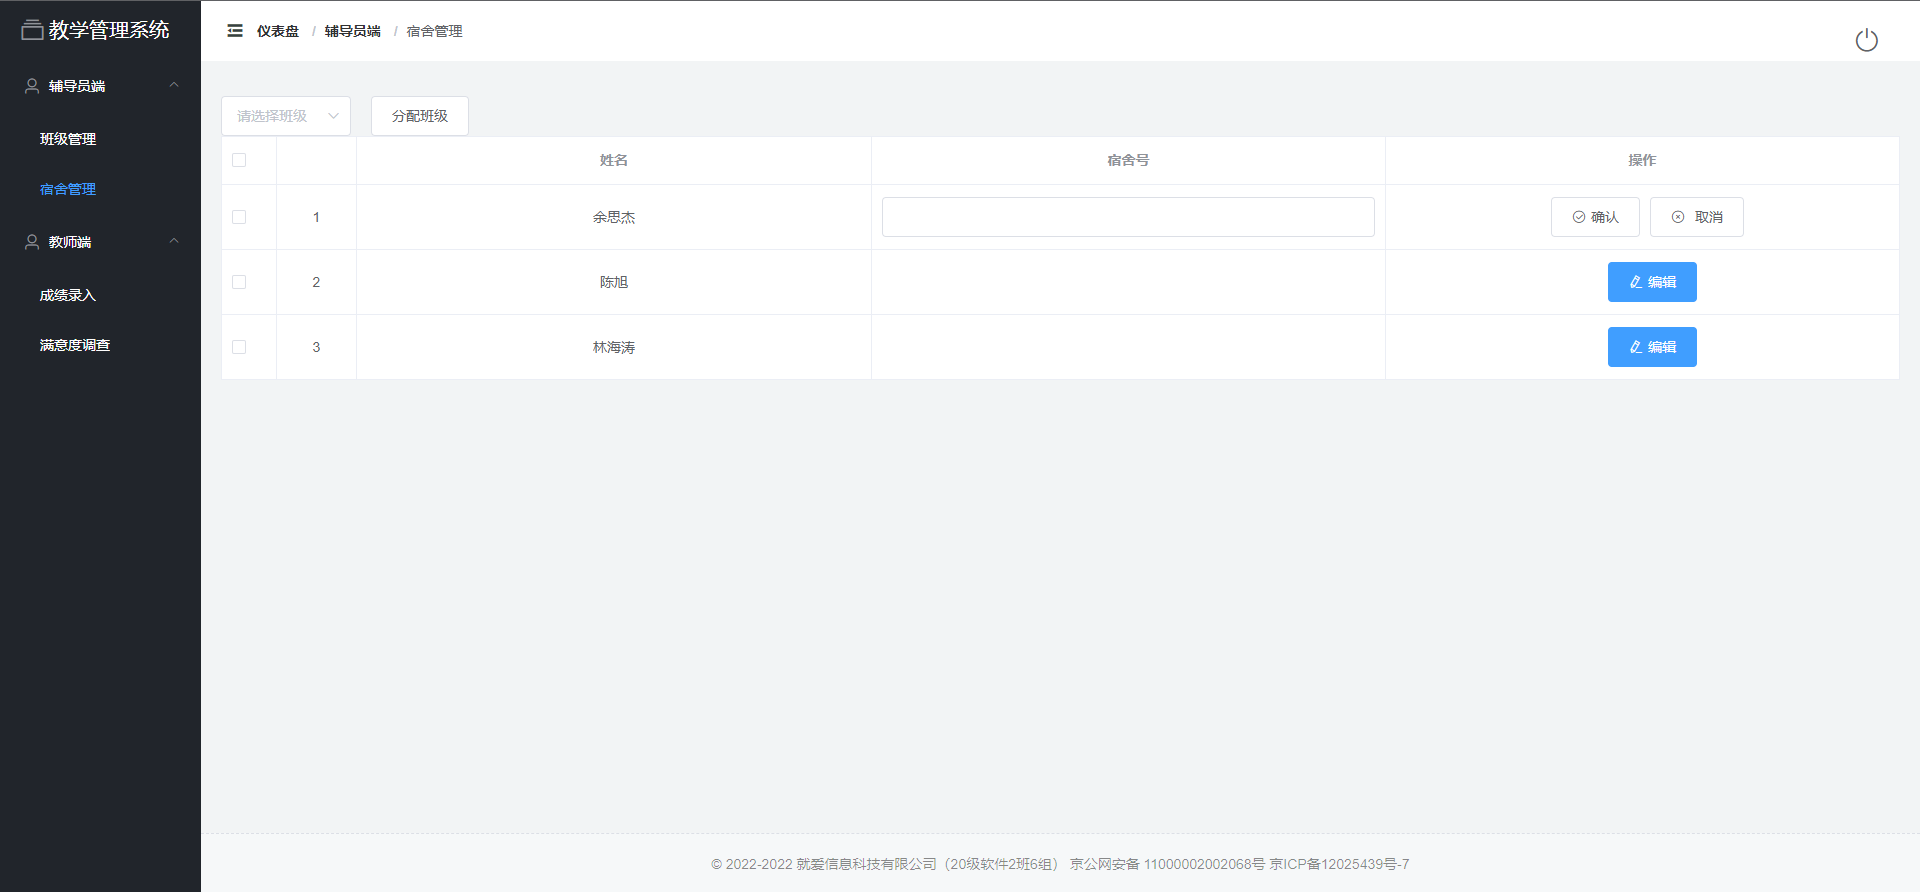 教学管理系统
仪表盘 / 辅导员端 / 宿舍管理
辅导员端
班级管理
宿舍管理
教师端
成绩录入
满意度调查
请选择班级 分配班级
姓名 宿舍号 操作
1 余思杰 确认 取消
2 陈旭 编辑
3 林海涛 编辑
© 2022-2022 就爱信息科技有限公司（20级软件2班6组） 京公网安备 11000002002068号 京ICP备12025439号-7